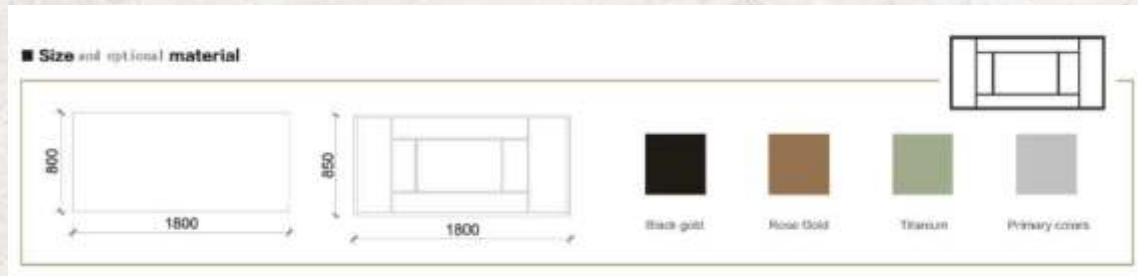 ■ Size and optional material
800
1800
850
1800
Black gold
Rose Gold
Titanium
Primary colors